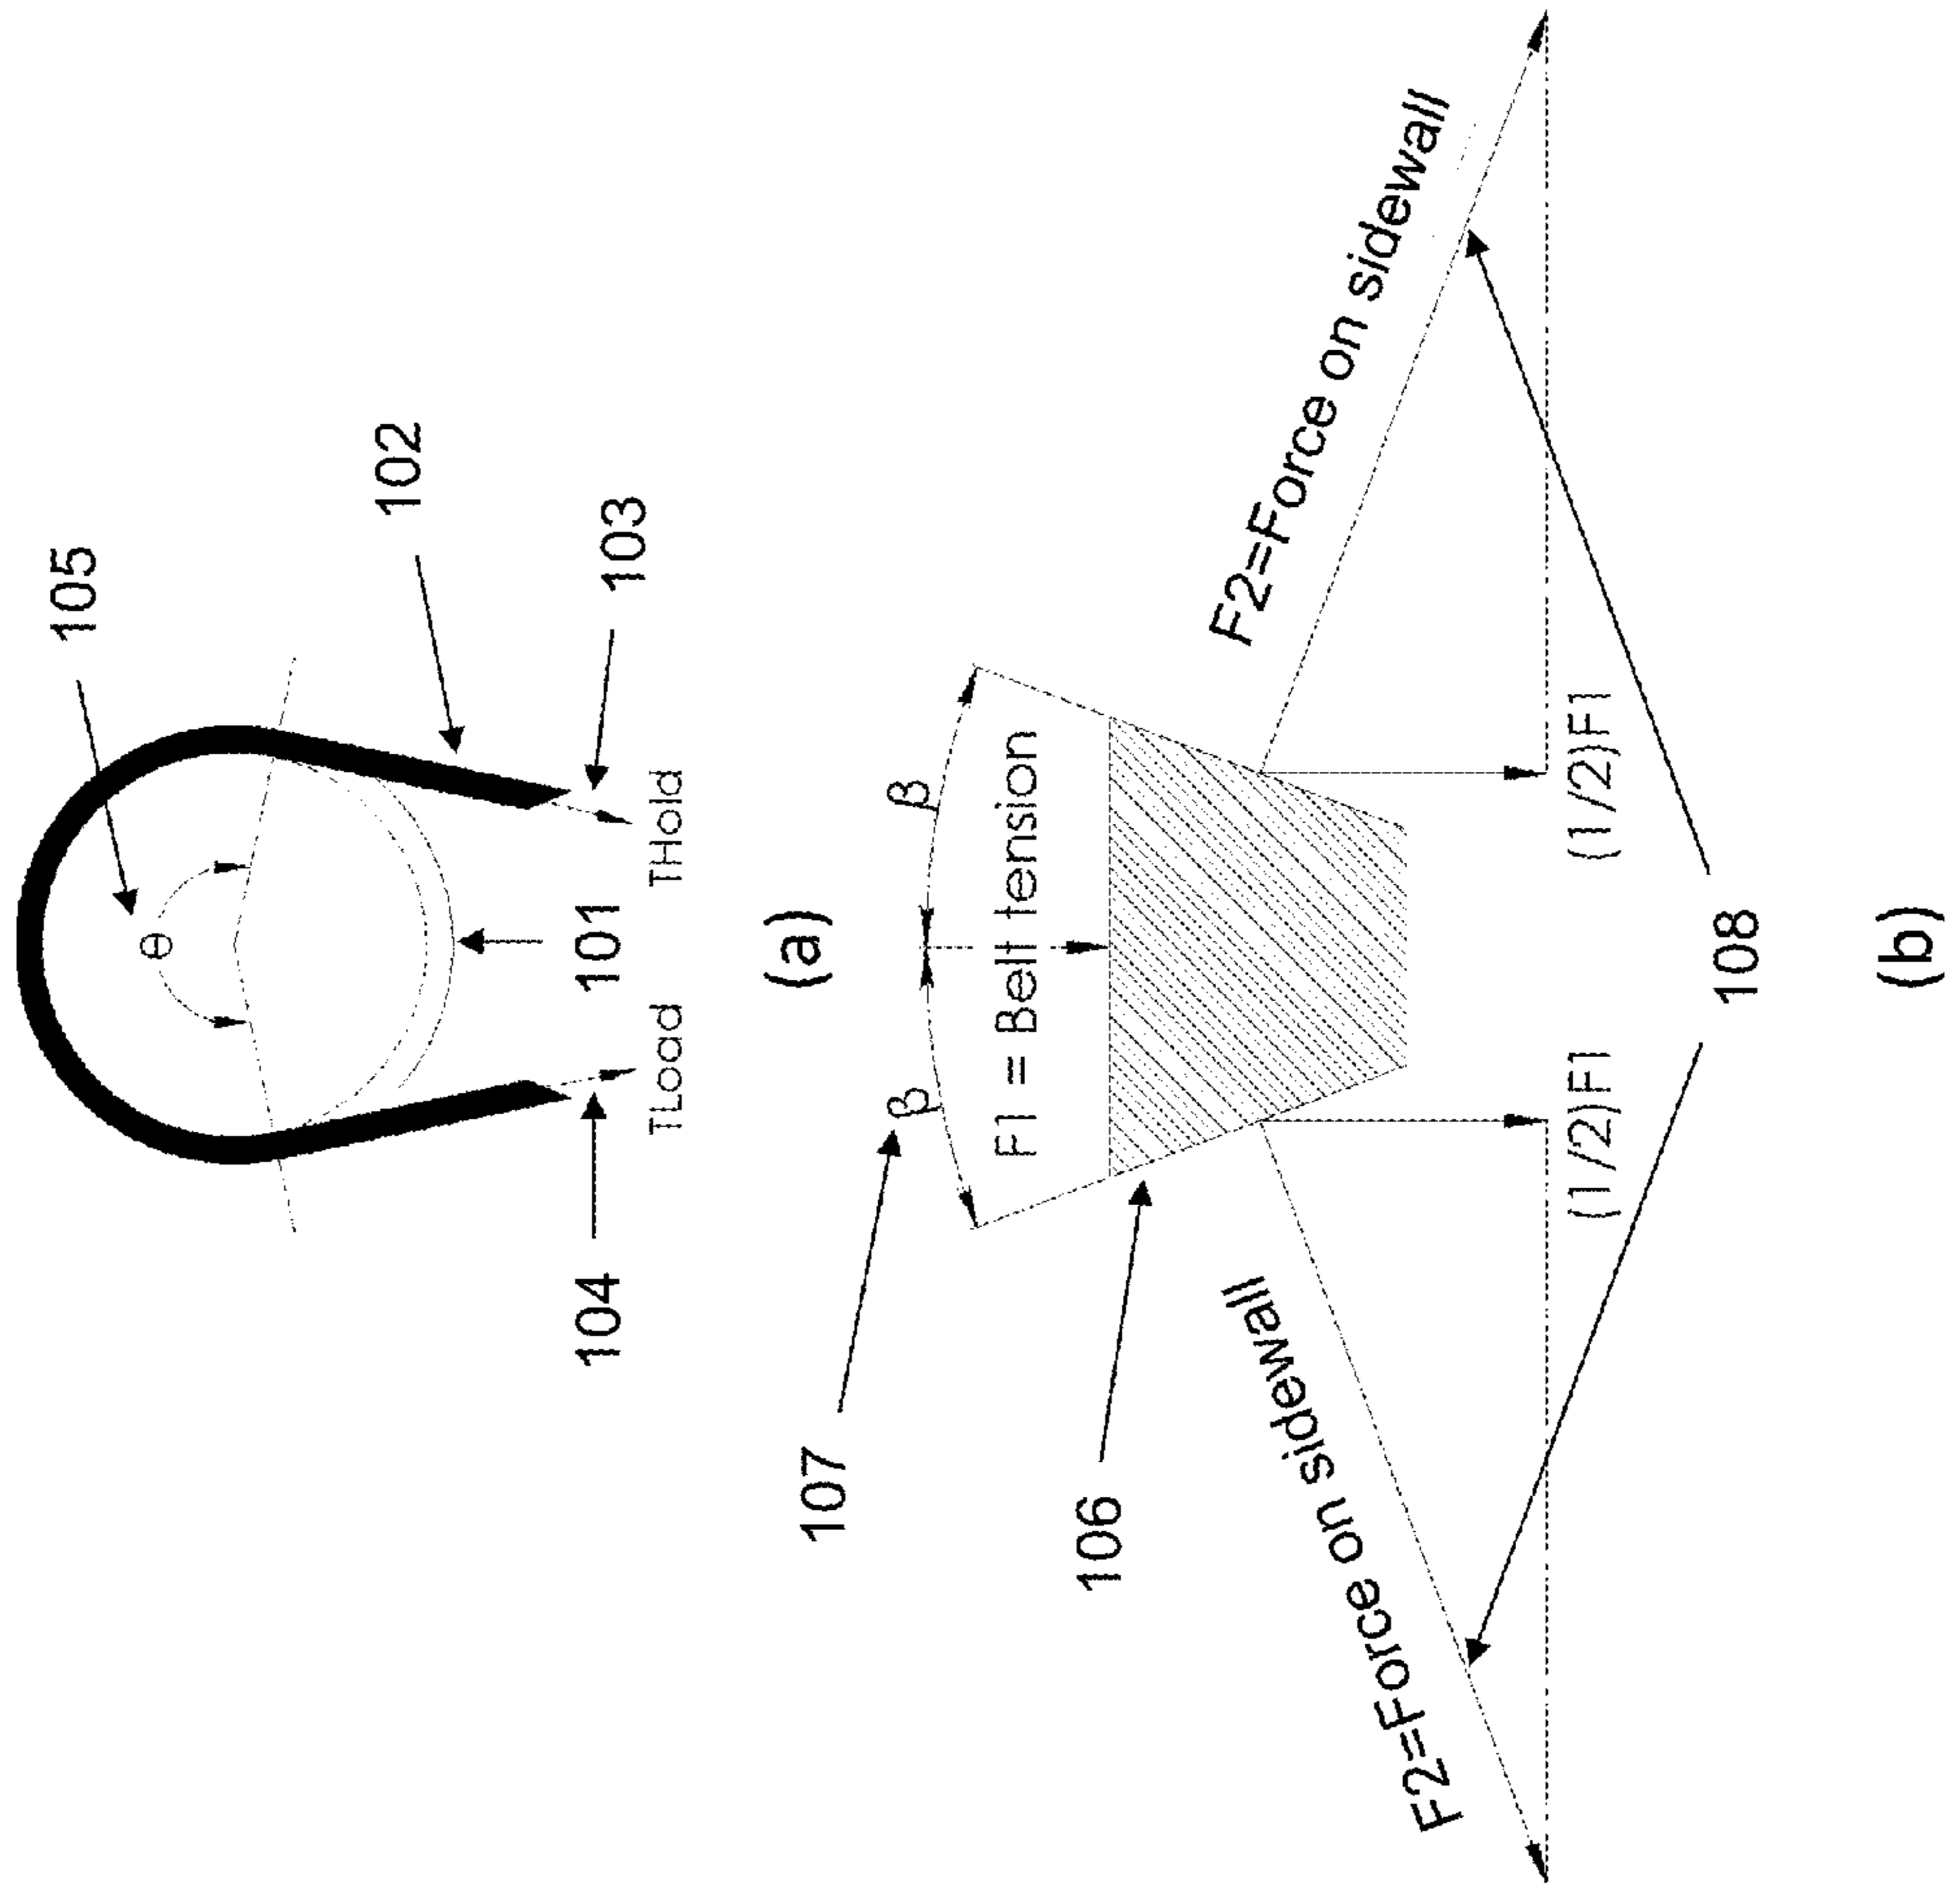 105
102
θ
103
THold
101
TLoad
104
(a)
β
β
107
F1 = Belt tension
106
F2=Force on sidewall
F2=Force on sidewall
(1/2)F1
(1/2)F1
108
(b)